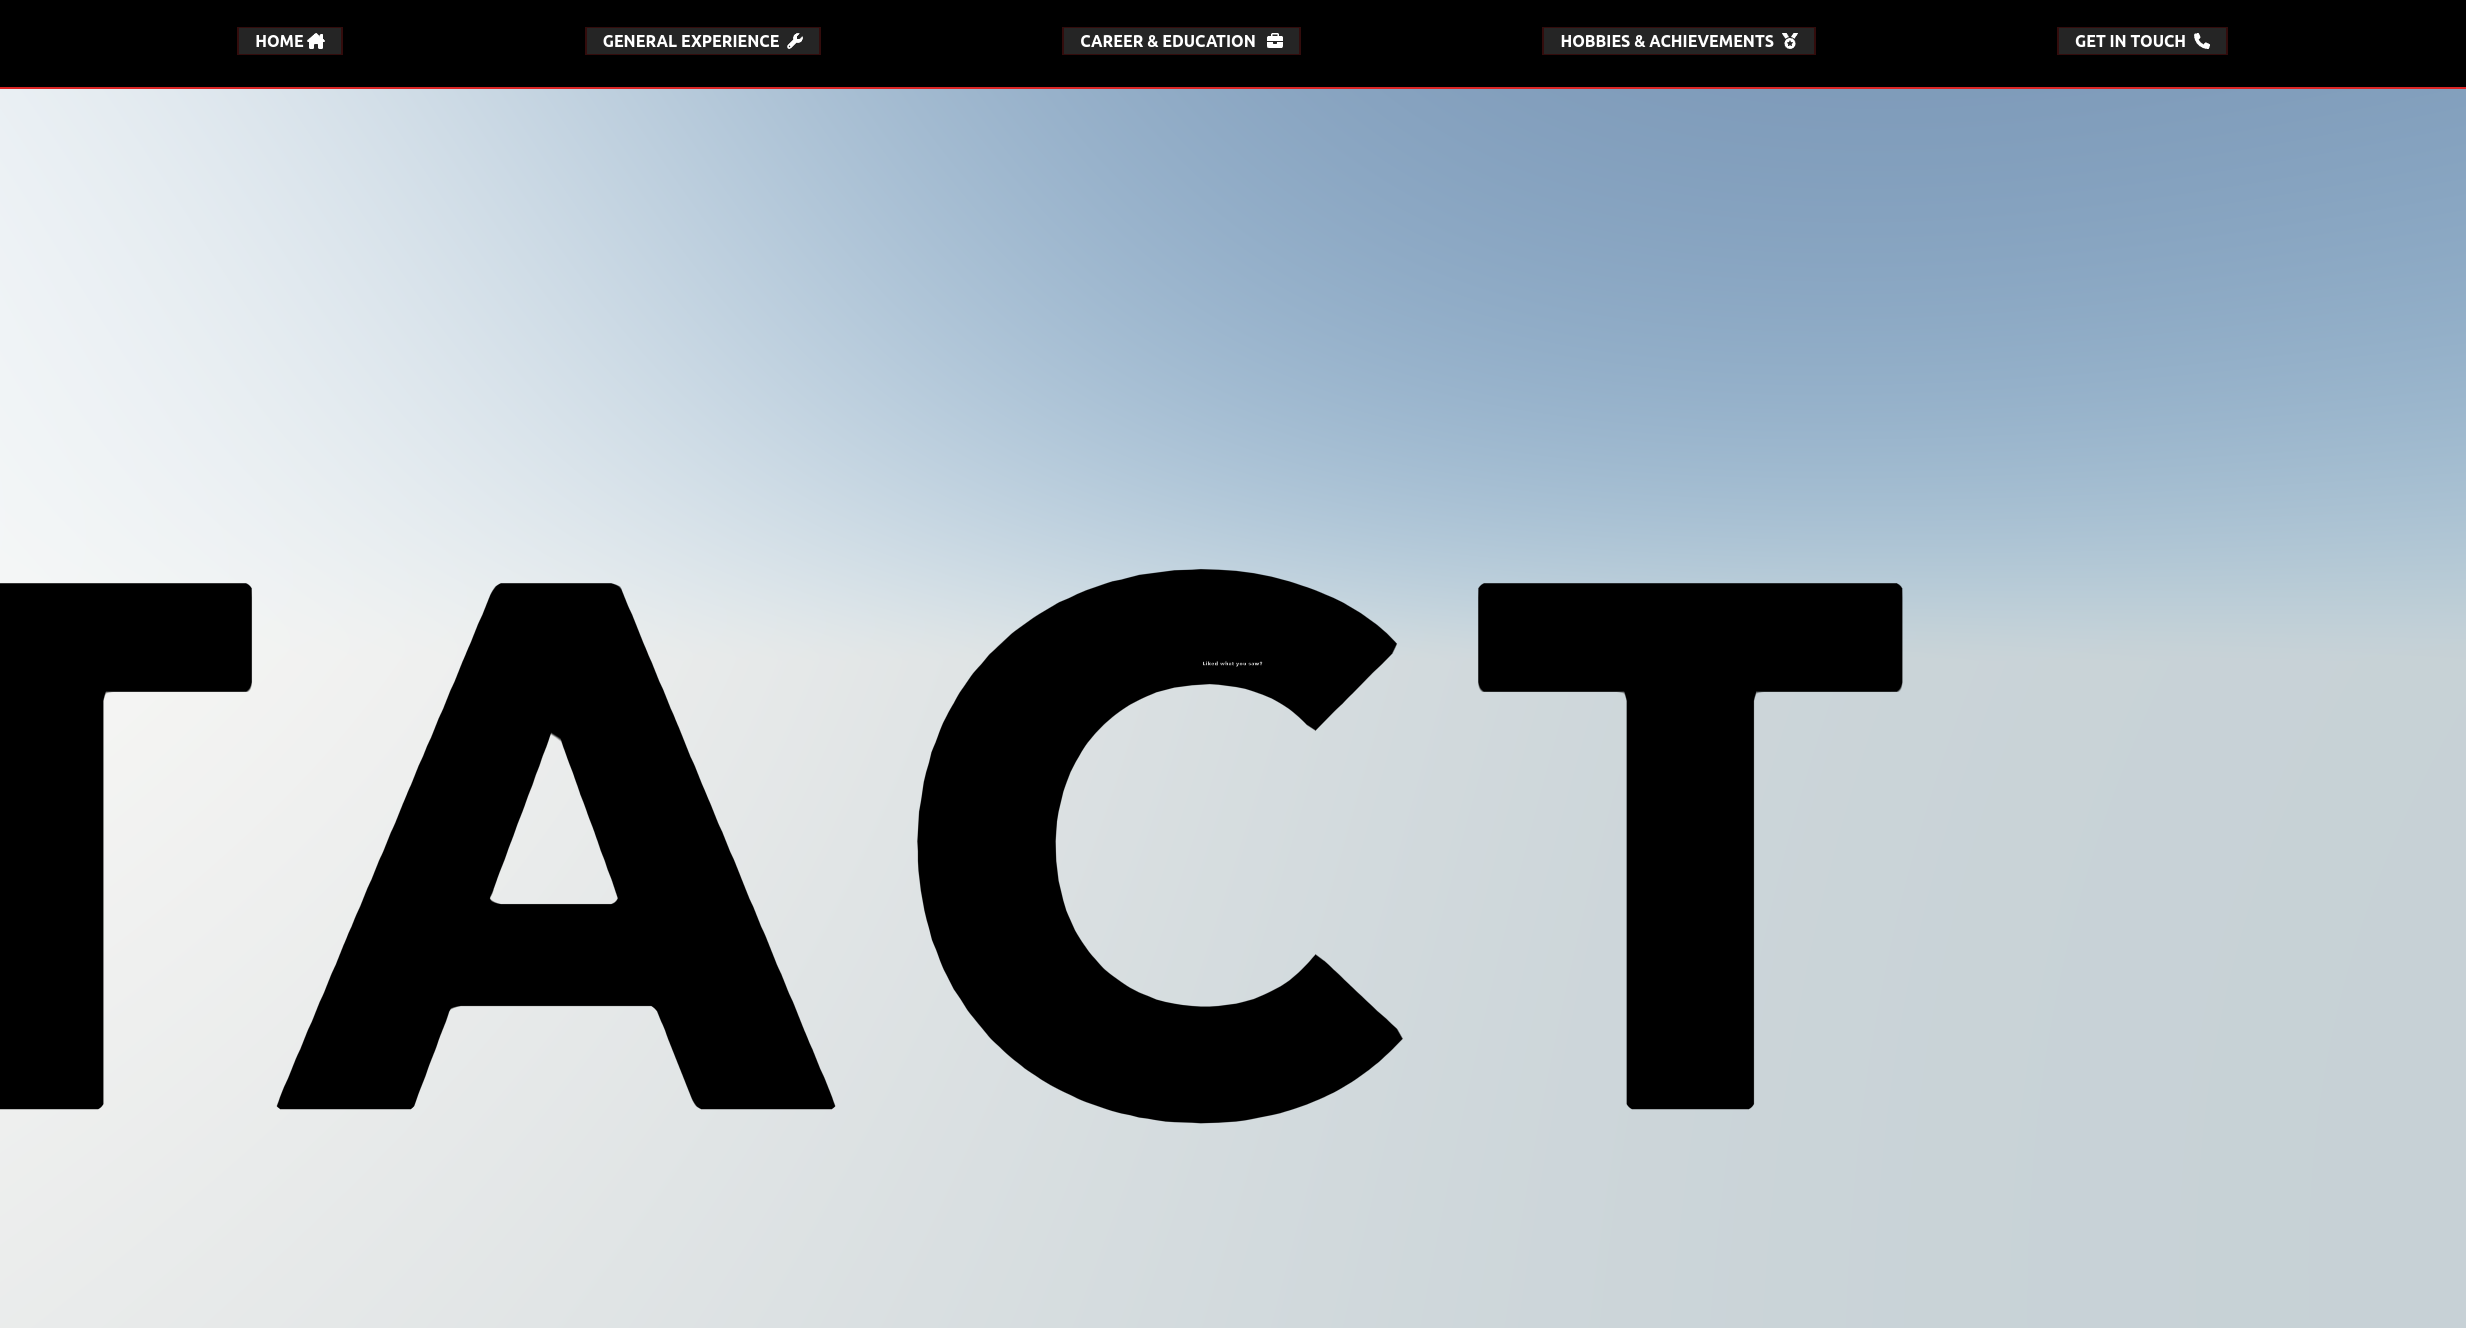 HOME
GENERAL EXPERIENCE
CAREER & EDUCATION
HOBBIES & ACHIEVEMENTS
GET IN TOUCH
TACT
Liked what you saw?